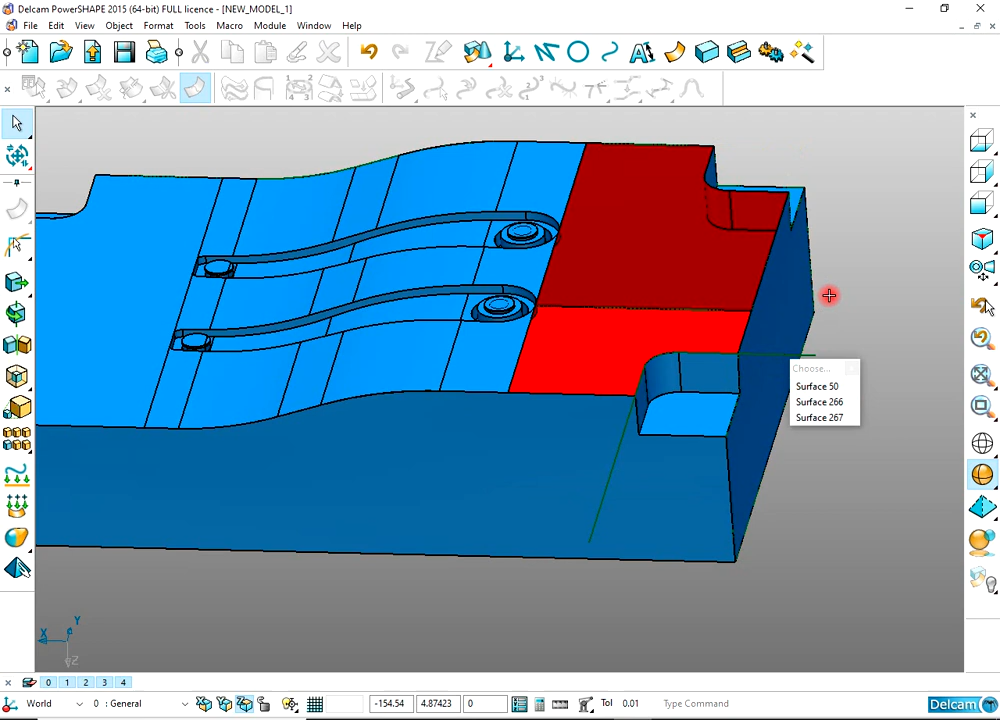 Delcam PowerSHAPE 2015 (64-bit) FULL licence - [NEW_MODEL_1]
File Edit View Object Format Tools Macro Module Window Help
Choose...
Surface 50
Surface 266
Surface 267
X Y Z
0 1 2 3 4
World 0 : General -154.54 4.87423 0 Tol 0.01 Type Command Delcam